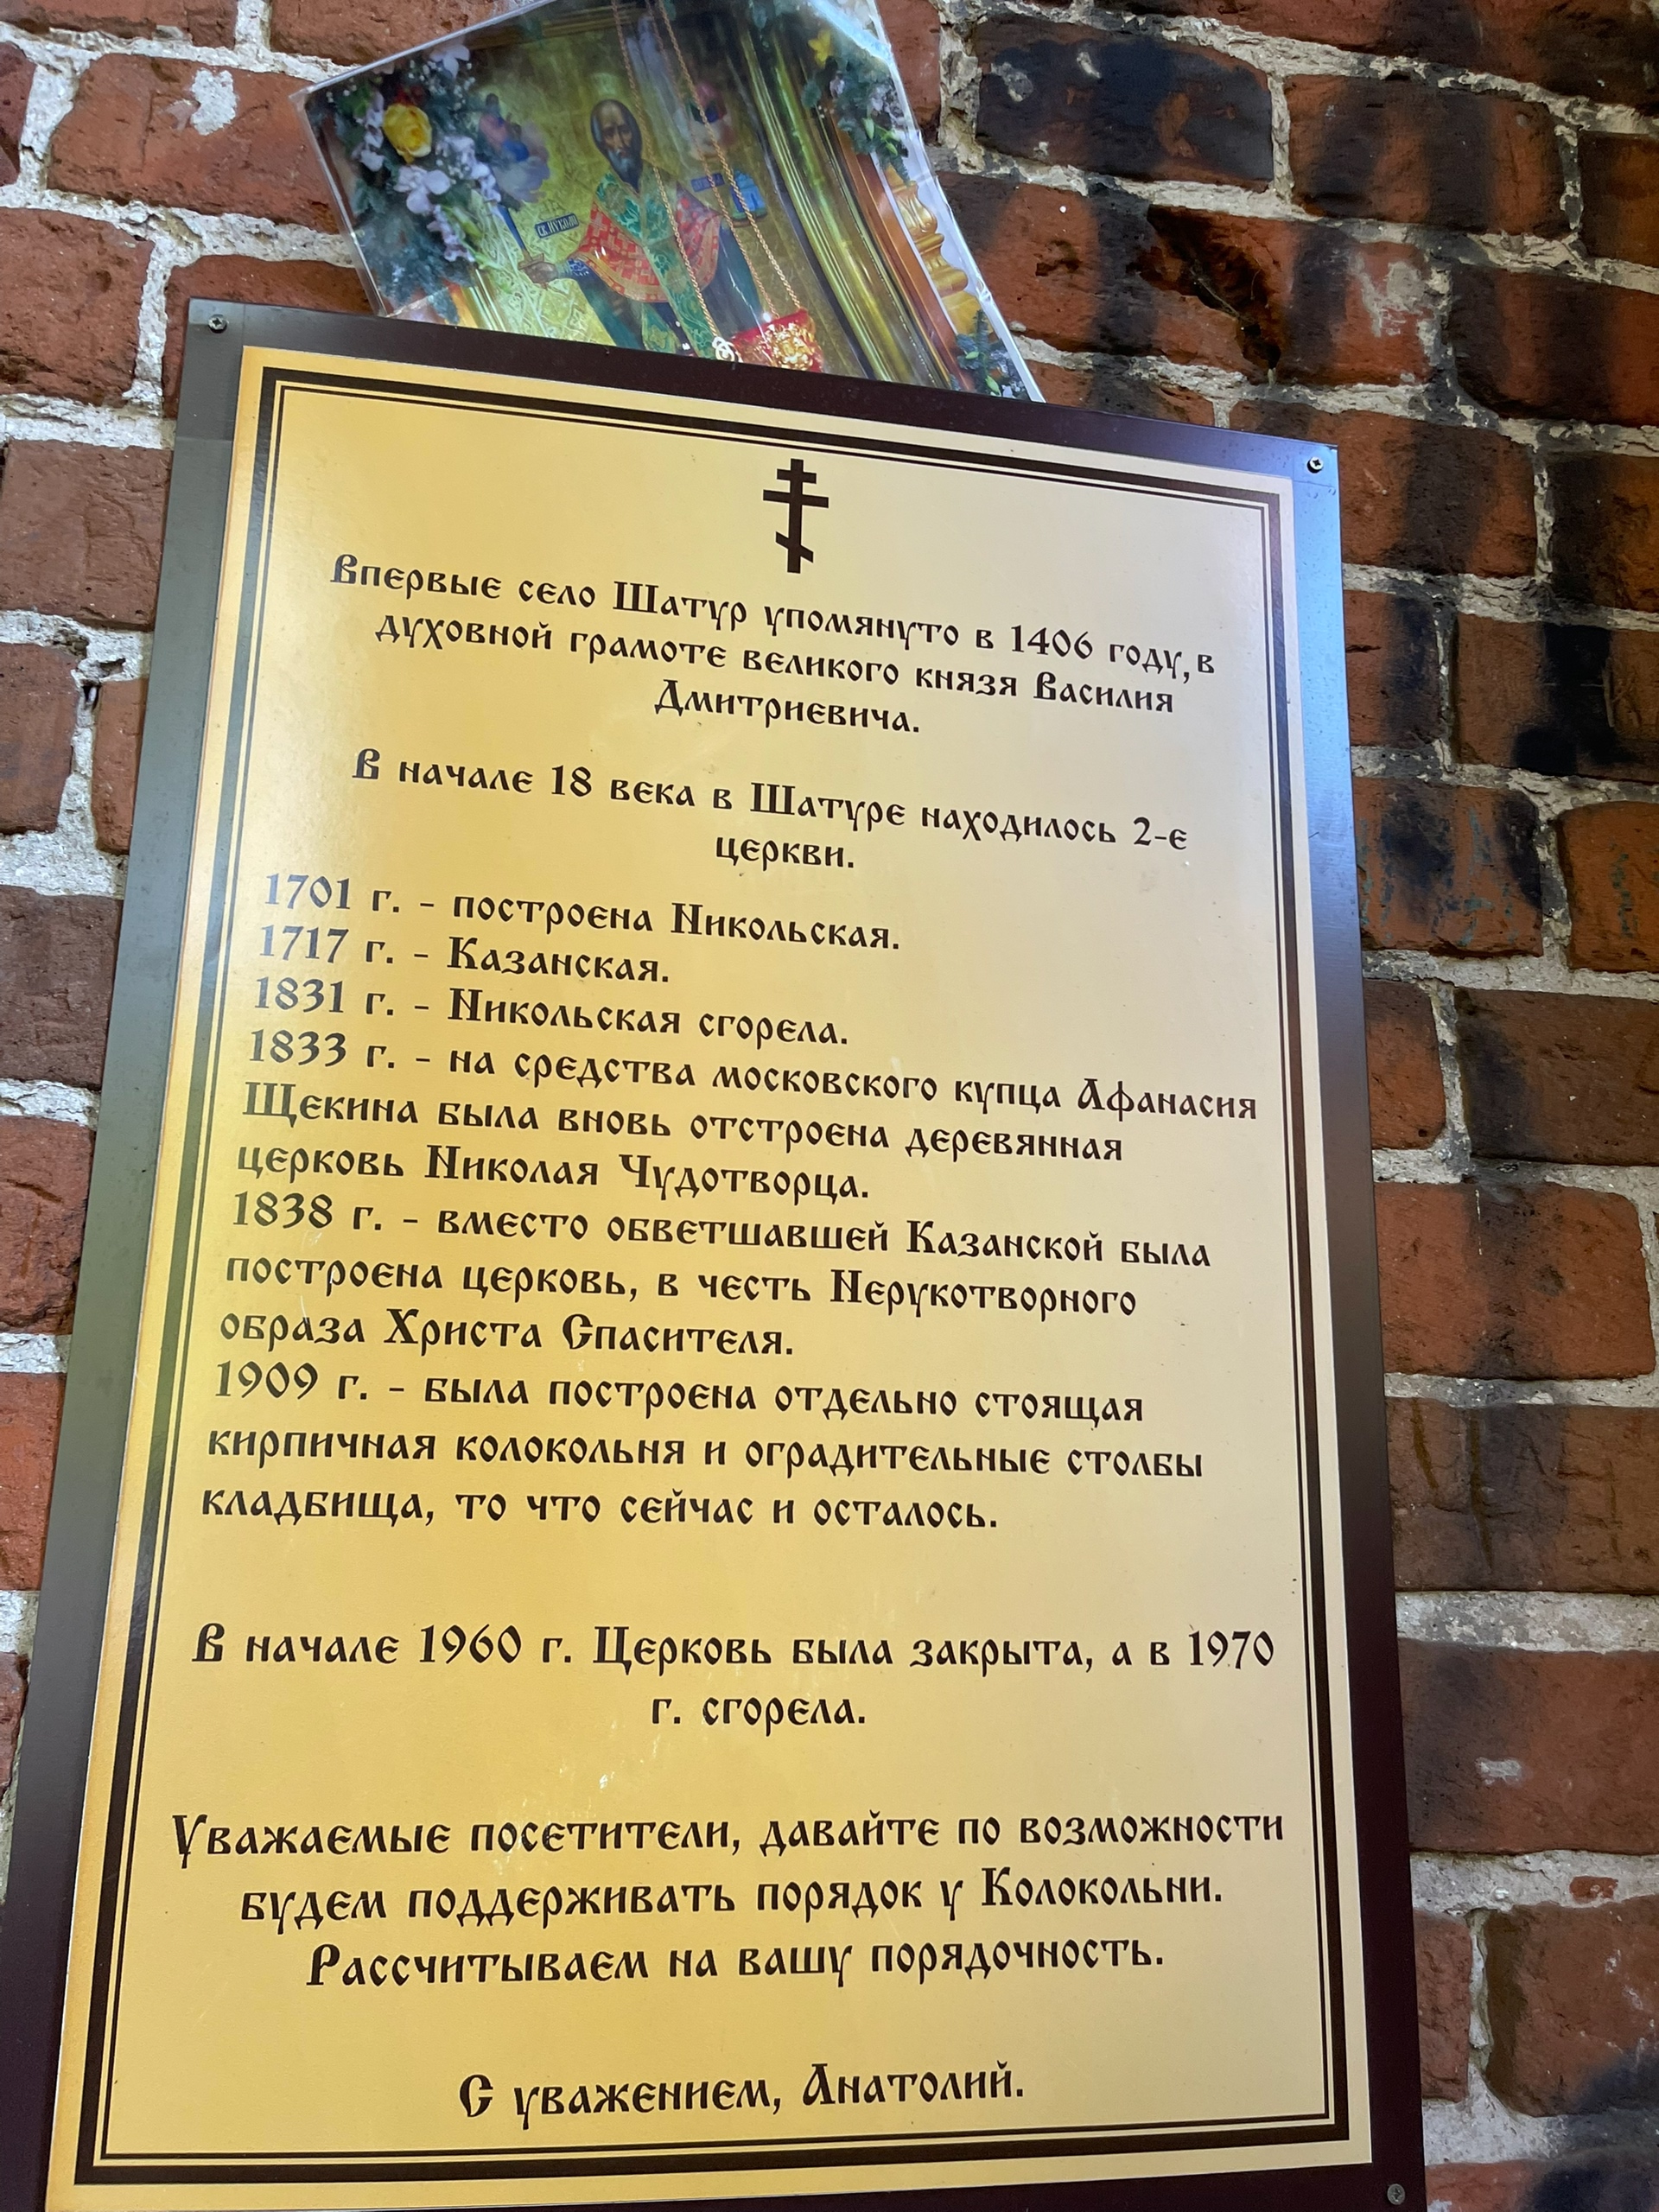 Впервые село Шатур упомянуто в 1406 году, в
духовной грамоте великого князя Василия
Дмитриевича.
В начале 18 века в Шатуре находилось 2-е
церкви.
1701 г. - построена Никольская.
1717 г. - Казанская.
1831 г. - Никольская сгорела.
1833 г. - на средства московского купца Афанасия
Щекина была вновь отстроена деревянная
церковь Николая Чудотворца.
1838 г. - вместо обветшавшей Казанской была
построена церковь, в честь Нерукотворного
образа Христа Спасителя.
1909 г. - была построена отдельно стоящая
кирпичная колокольня и оградительные столбы
кладбища, то что сейчас и осталось.
В начале 1960 г. Церковь была закрыта, а в 1970
г. сгорела.
Уважаемые посетители, давайте по возможности
будем поддерживать порядок у Колокольни.
Рассчитываем на вашу порядочность.
С уважением, Анатолий.